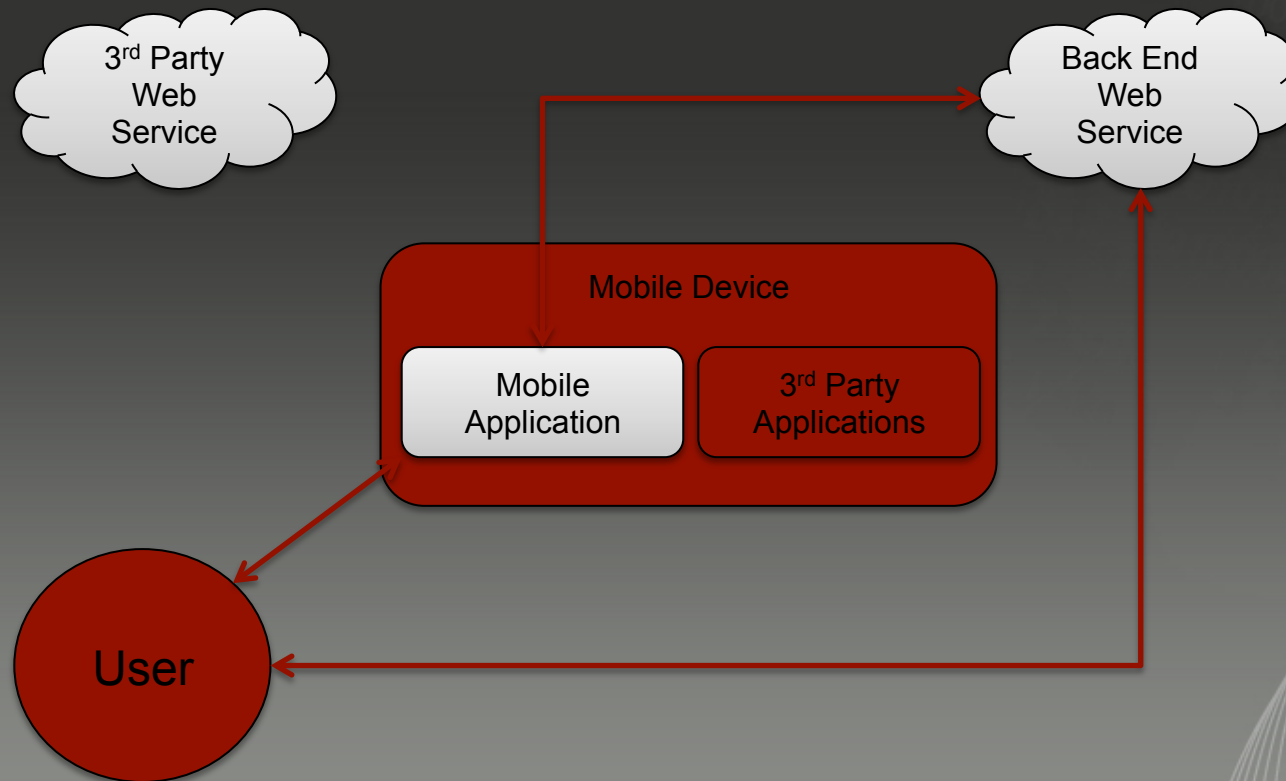 3rd Party
Web
Service
Back End
Web
Service
Mobile Device
Mobile
Application
3rd Party
Applications
User